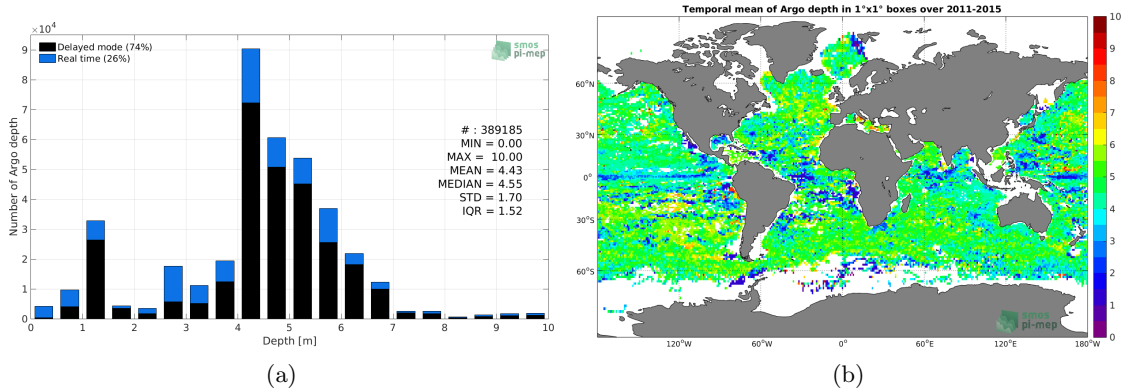 ×10⁴
9
8
7
6
5
4
3
2
1
0
Number of Argo depth
Delayed mode (74%)
Real time (26%)
smos
pi-mep
# : 389185
MIN = 0.00
MAX = 10.00
MEAN = 4.43
MEDIAN = 4.55
STD = 1.70
IQR = 1.52
0 1 2 3 4 5 6 7 8 9 10
Depth [m]
(a)
Temporal mean of Argo depth in 1°x1° boxes over 2011-2015
60°N
30°N
0°
30°S
60°S
120°W 60°W 0° 60°E 120°E 180°W
smos
pi-mep
10
9
8
7
6
5
4
3
2
1
0
(b)